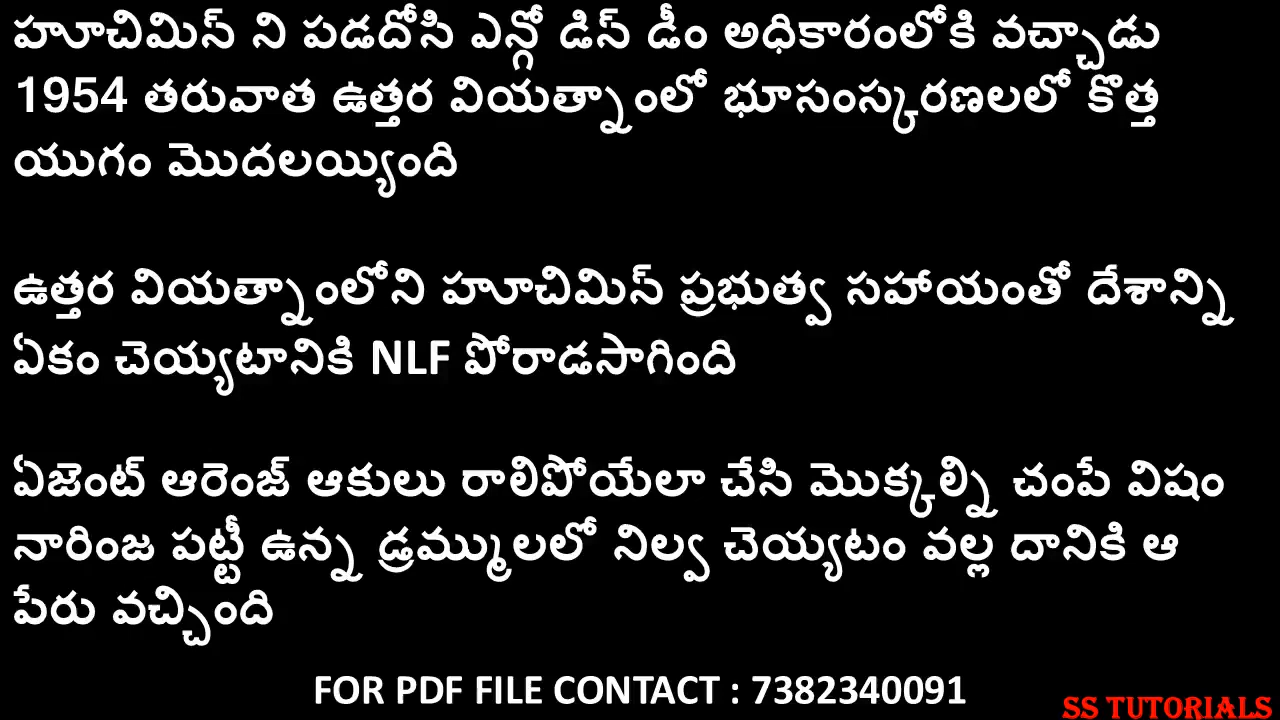 హూచిమిన్ ని పడదోసి ఎన్గో డిన్ డీం అధికారంలోకి వచ్చాడు
1954 తరువాత ఉత్తర వియత్నాంలో భూసంస్కరణలలో కొత్త
యుగం మొదలయ్యింది
ఉత్తర వియత్నాంలోని హూచిమిన్ ప్రభుత్వ సహాయంతో దేశాన్ని
ఏకం చెయ్యటానికి NLF పోరాడసాగింది
ఏజెంట్ ఆరెంజ్ ఆకులు రాలిపోయేలా చేసి మొక్కల్ని చంపే విషం
నారింజ పట్టీ ఉన్న డ్రమ్ములలో నిల్వ చెయ్యటం వల్ల దానికి ఆ
పేరు వచ్చింది
FOR PDF FILE CONTACT : 7382340091
SS TUTORIALS